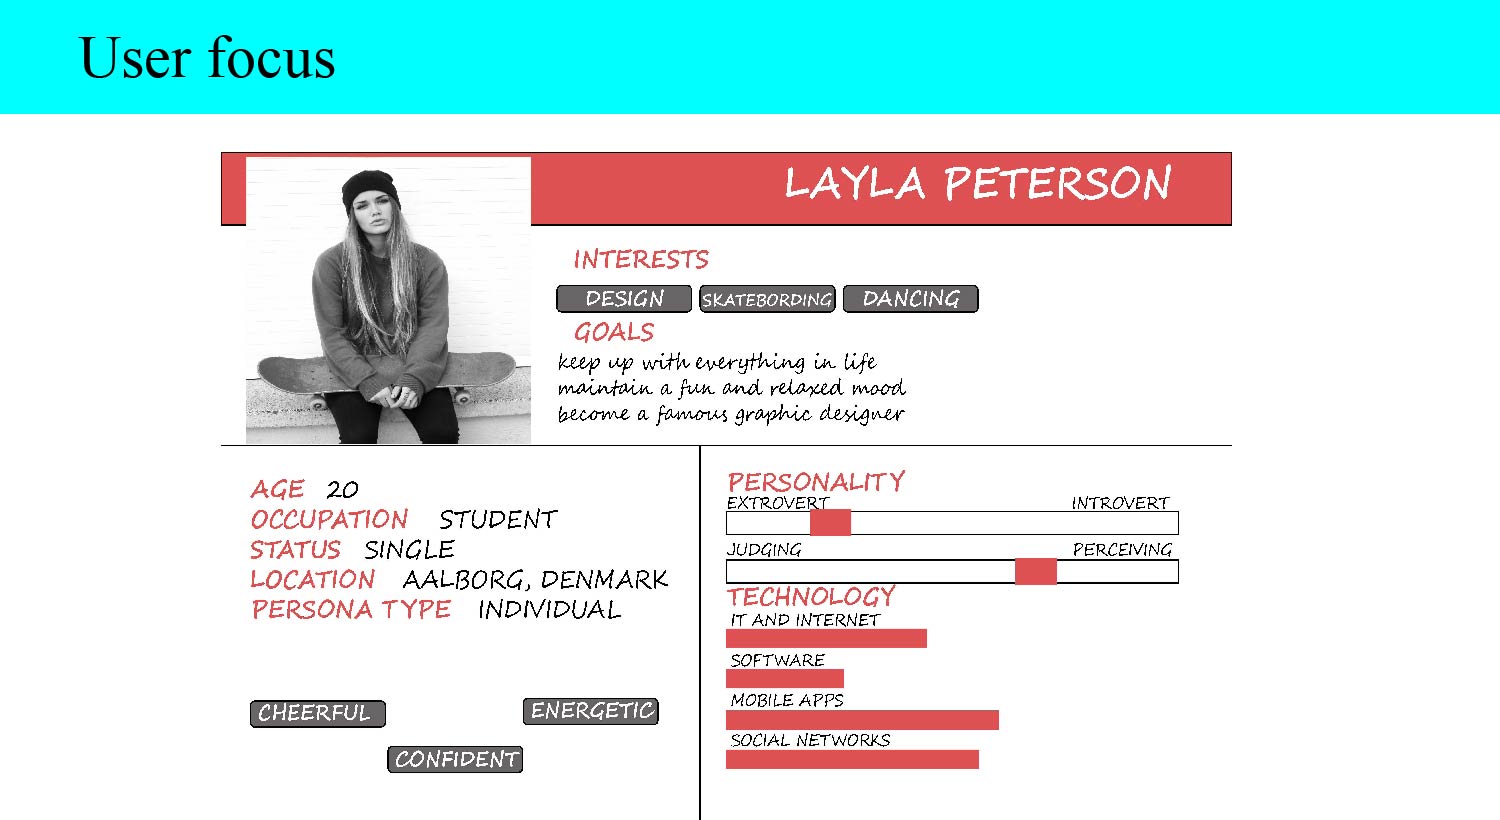 User focus
LAYLA PETERSON
INTERESTS
DESIGN SKATEBORDING DANCING
GOALS
keep up with everything in life
maintain a fun and relaxed mood
become a famous graphic designer
AGE 20
OCCUPATION STUDENT
STATUS SINGLE
LOCATION AALBORG, DENMARK
PERSONA TYPE INDIVIDUAL
CHEERFUL ENERGETIC
CONFIDENT
PERSONALITY
EXTROVERT INTROVERT
JUDGING PERCEIVING
TECHNOLOGY
IT AND INTERNET
SOFTWARE
MOBILE APPS
SOCIAL NETWORKS